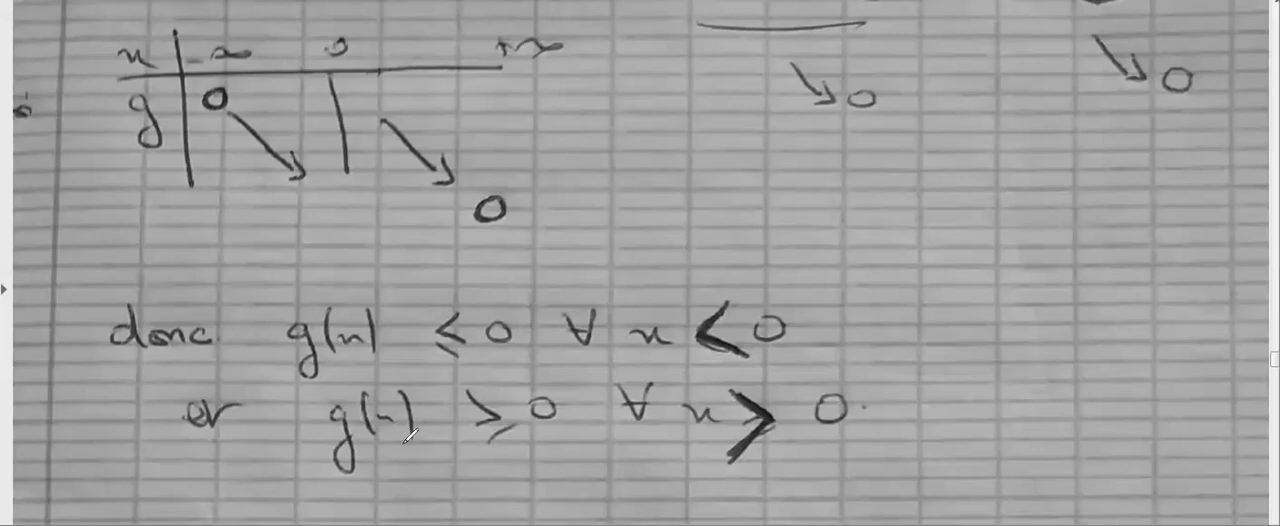 x -∞ 0 +∞
↘ 0 ↘ 0
g 0 ↘ ↘ 0
donc g(x) ≤ 0 ∀ x < 0
et g(x) ≥ 0 ∀ x > 0.